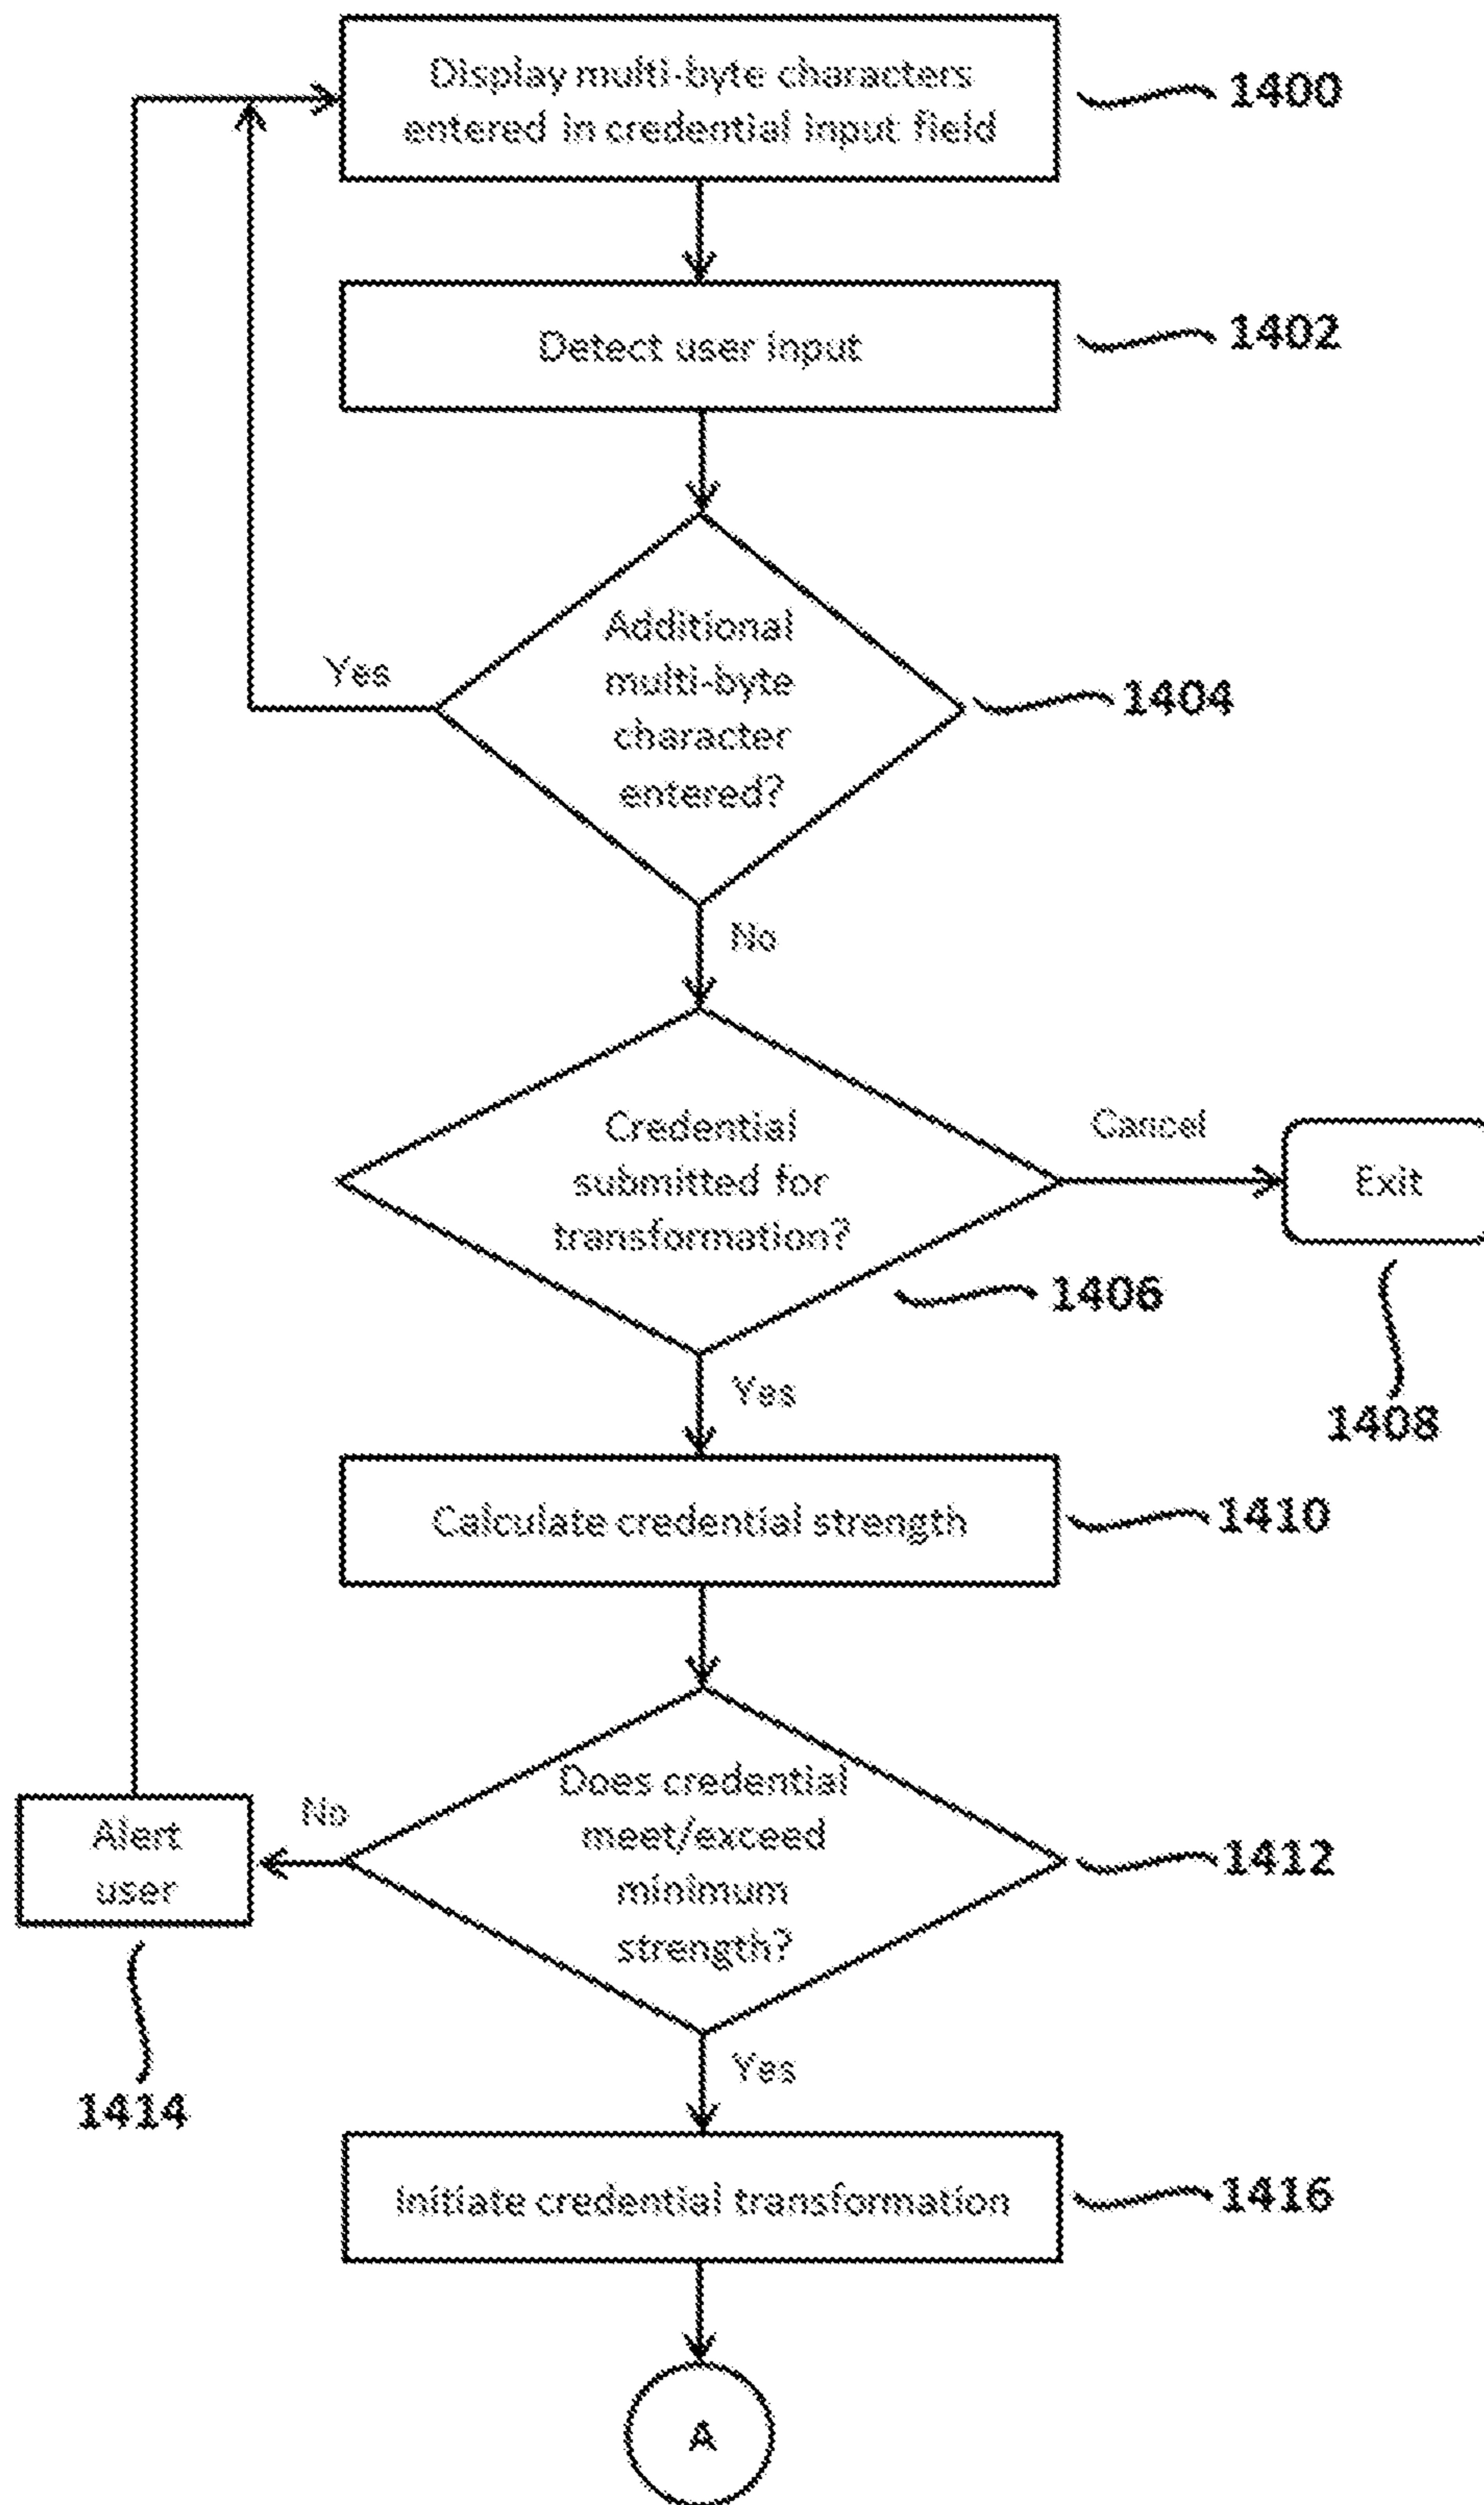 Display multi-byte characters
entered in credential input field
1400
Detect user input
1402
Additional
multi-byte
character
entered?
Yes
1404
No
Credential
submitted for
transformation?
Cancel
Exit
1406
1408
Yes
Calculate credential strength
1410
Does credential
meet/exceed
minimum
strength?
No
Alert
user
1412
1414
Yes
Initiate credential transformation
1416
A